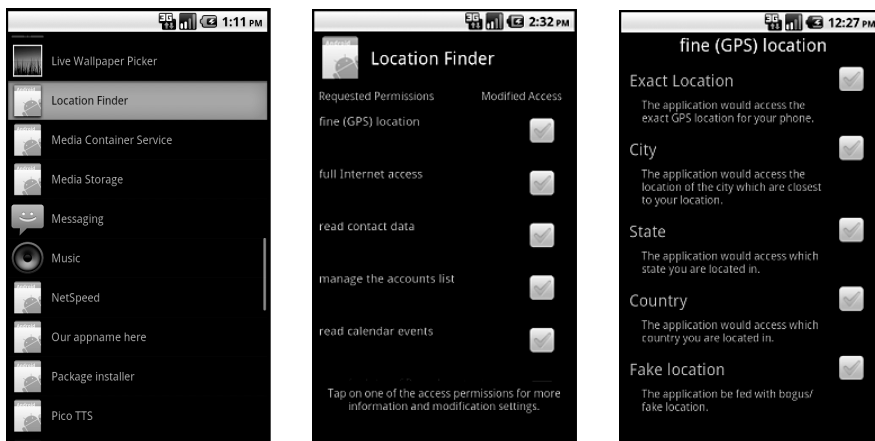 3G 1:11 PM
Live Wallpaper Picker
Location Finder
Media Container Service
Media Storage
Messaging
Music
NetSpeed
Our appname here
Package installer
Pico TTS
3G 2:32 PM
Location Finder
Requested Permissions Modified Access
fine (GPS) location
full Internet access
read contact data
manage the accounts list
read calendar events
Tap on one of the access permissions for more
information and modification settings.
3G 12:27 PM
fine (GPS) location
Exact Location
The application would access the
exact GPS location for your phone.
City
The application would access the
location of the city which are closest
to your location.
State
The application would access which
state you are located in.
Country
The application would access which
country you are located in.
Fake location
The application be fed with bogus/
fake location.